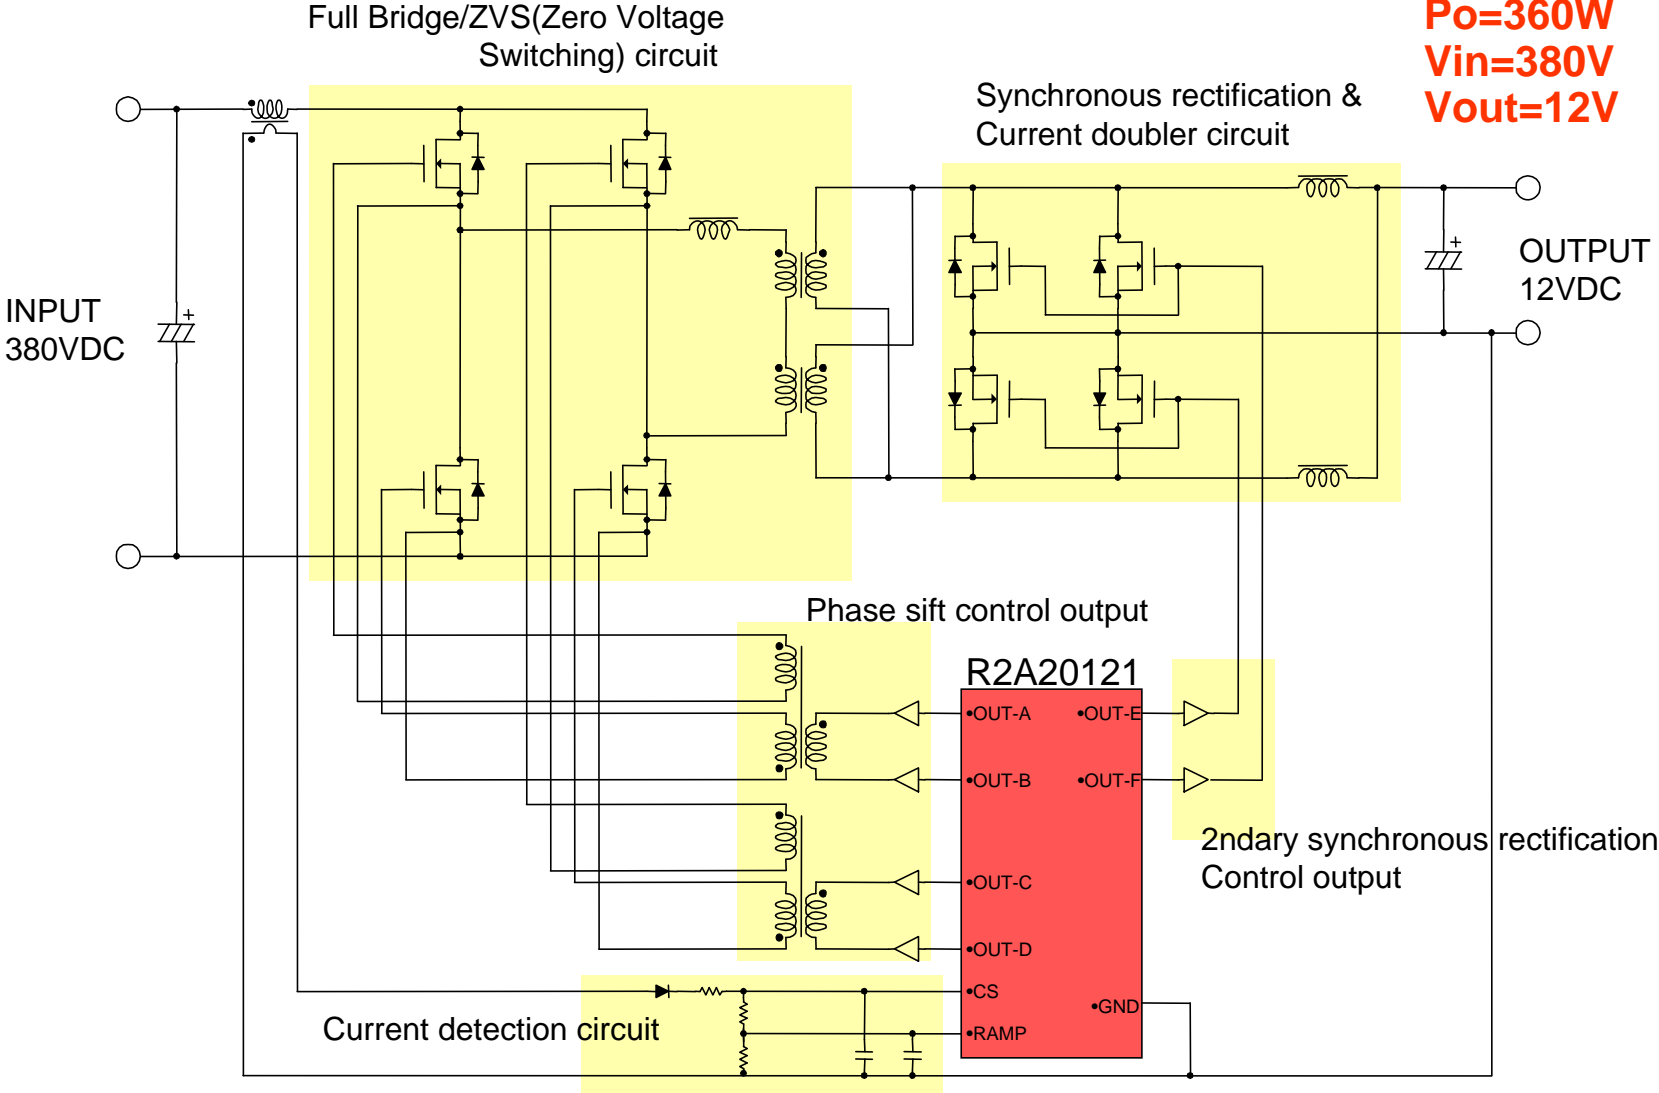 Full Bridge/ZVS(Zero Voltage
Switching) circuit
Po=360W
Vin=380V
Vout=12V
Synchronous rectification &
Current doubler circuit
+
OUTPUT
12VDC
INPUT
380VDC
+
Phase sift control output
R2A20121
•OUT-A
•OUT-E
•OUT-B
•OUT-F
2ndary synchronous rectification
Control output
•OUT-C
•OUT-D
•CS
•GND
•RAMP
Current detection circuit